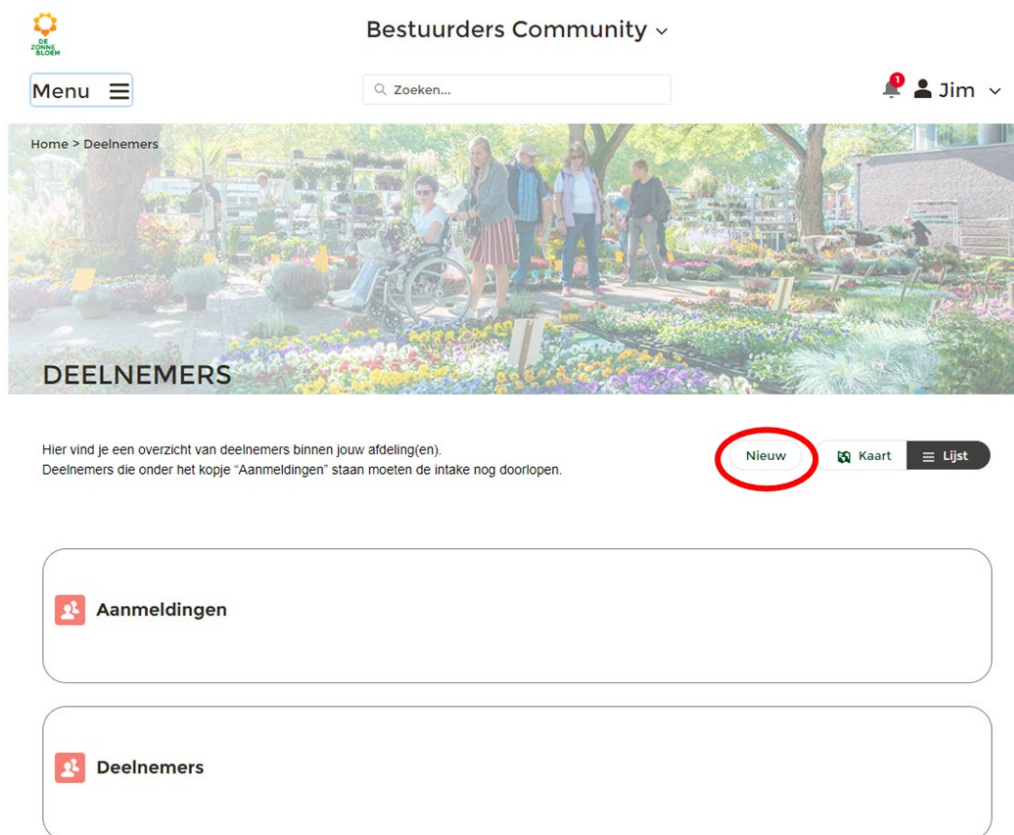 DE
ZONNE
BLOEM
Bestuurders Community
Menu
Zoeken...
1
Jim
Home > Deelnemers
DEELNEMERS
Hier vind je een overzicht van deelnemers binnen jouw afdeling(en).
Deelnemers die onder het kopje "Aanmeldingen" staan moeten de intake nog doorlopen.
Nieuw
Kaart
Lijst
Aanmeldingen
Deelnemers